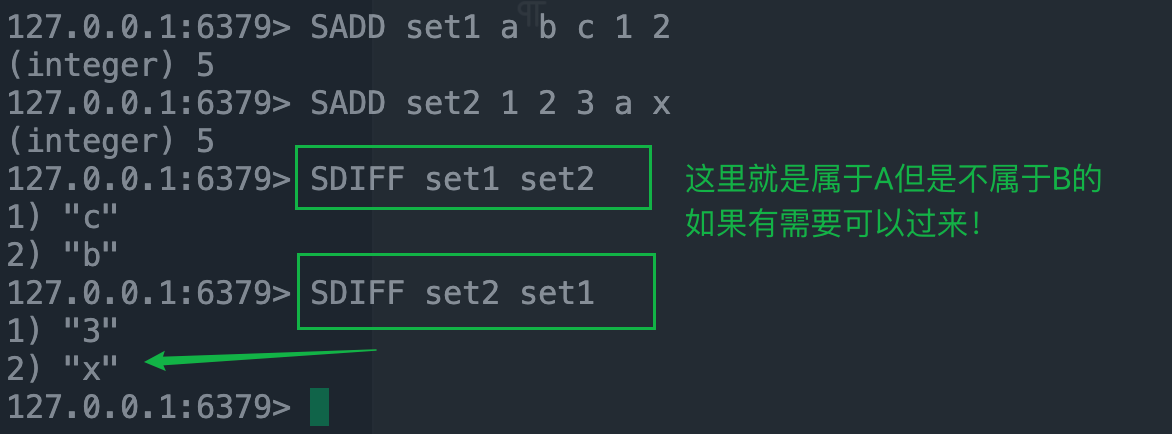 127.0.0.1:6379> SADD set1 a b c 1 2
(integer) 5
127.0.0.1:6379> SADD set2 1 2 3 a x
(integer) 5
127.0.0.1:6379> SDIFF set1 set2
这里就是属于A但是不属于B的
1) "c"
如果有需要可以过来！
2) "b"
127.0.0.1:6379> SDIFF set2 set1
1) "3"
2) "x"
127.0.0.1:6379>